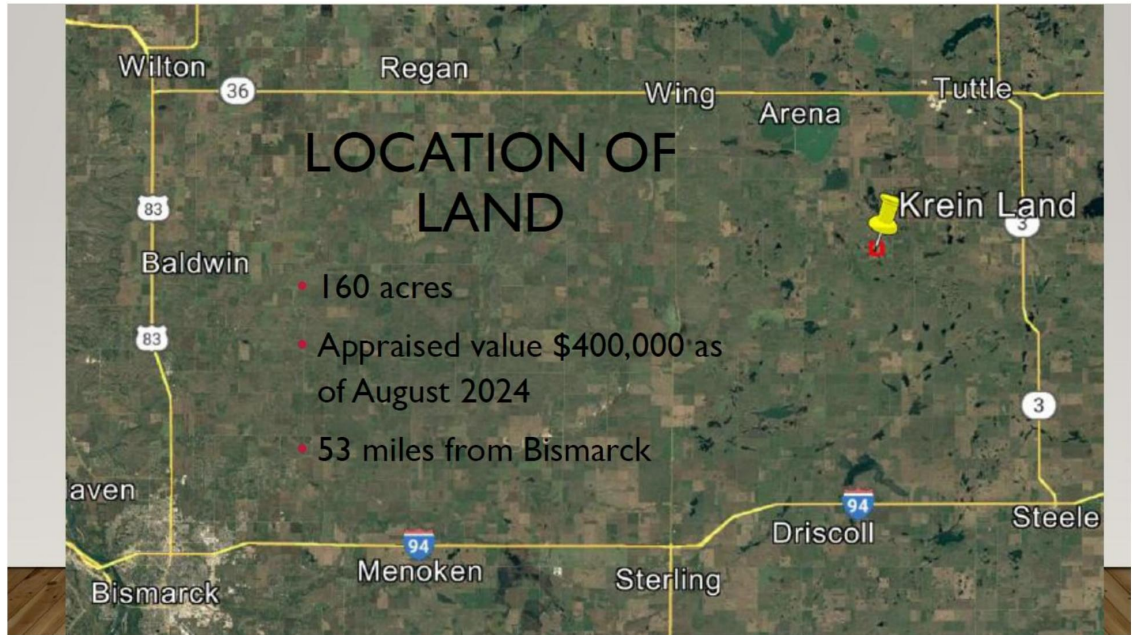 Wilton
Regan
36
Wing
Tuttle
Arena
LOCATION OF
LAND
83
Krein Land
3
Baldwin
• 160 acres
83
• Appraised value $400,000 as
of August 2024
3
• 53 miles from Bismarck
aven
94
Steele
Driscoll
94
Menoken
Sterling
Bismarck